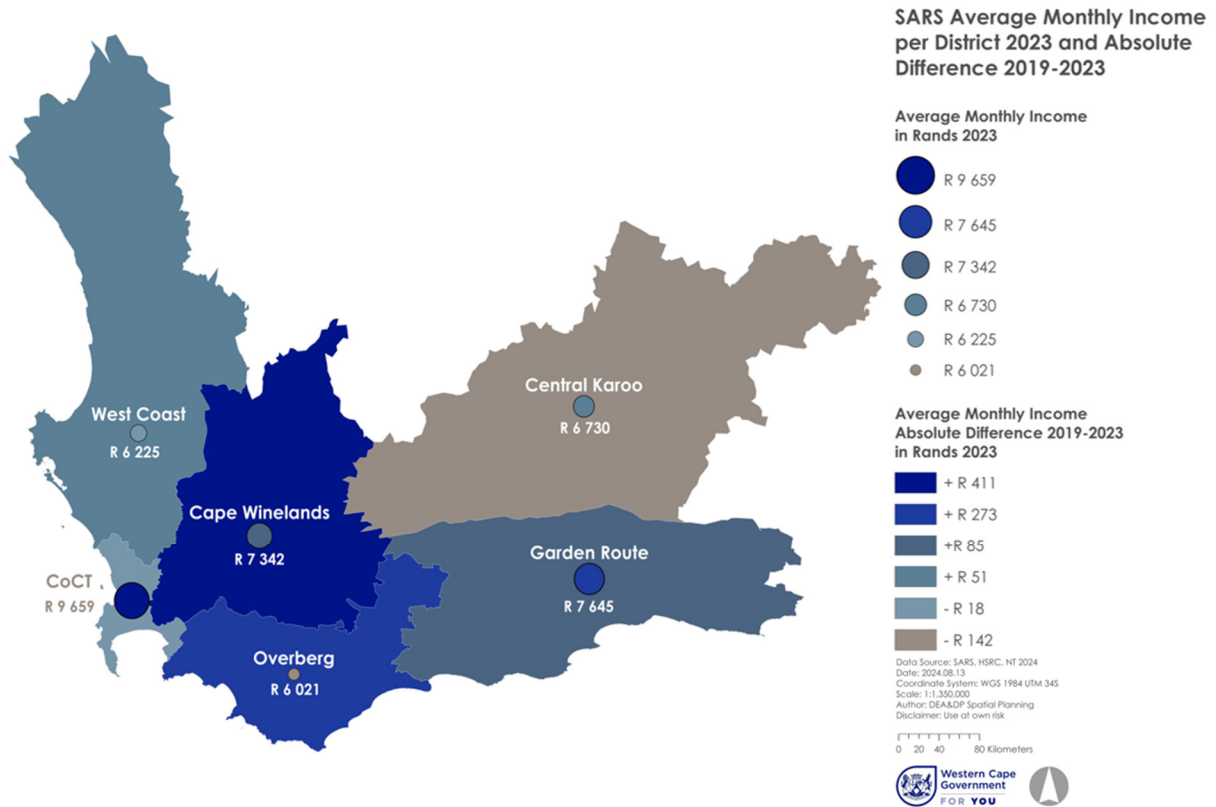 SARS Average Monthly Income
per District 2023 and Absolute
Difference 2019-2023
Average Monthly Income
in Rands 2023
R 9 659
R 7 645
R 7 342
R 6 730
R 6 225
R 6 021
Average Monthly Income
Absolute Difference 2019-2023
in Rands 2023
+ R 411
+ R 273
+R 85
+ R 51
- R 18
- R 142
Data Source: SARS, HSRC, NT 2024
Date: 2024.08.13
Coordinate System: WGS 1984 UTM 34S
Scale: 1:1,350,000
Author: DEA&DP Spatial Planning
Disclaimer: Use at own risk
0 20 40 80 Kilometers
Western Cape
Government
FOR YOU
West Coast
R 6 225
Central Karoo
R 6 730
Cape Winelands
R 7 342
Garden Route
R 7 645
CoCT
R 9 659
Overberg
R 6 021